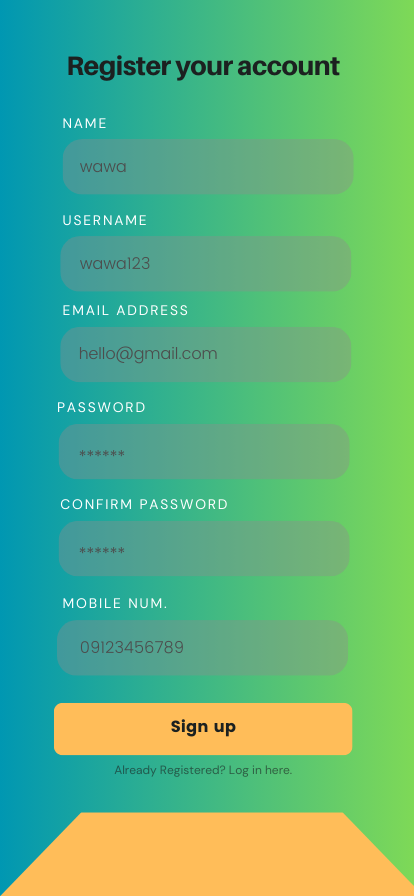 Register your account
NAME
wawa
USERNAME
wawa123
EMAIL ADDRESS
hello@gmail.com
PASSWORD
******
CONFIRM PASSWORD
******
MOBILE NUM.
09123456789
Sign up
Already Registered? Log in here.